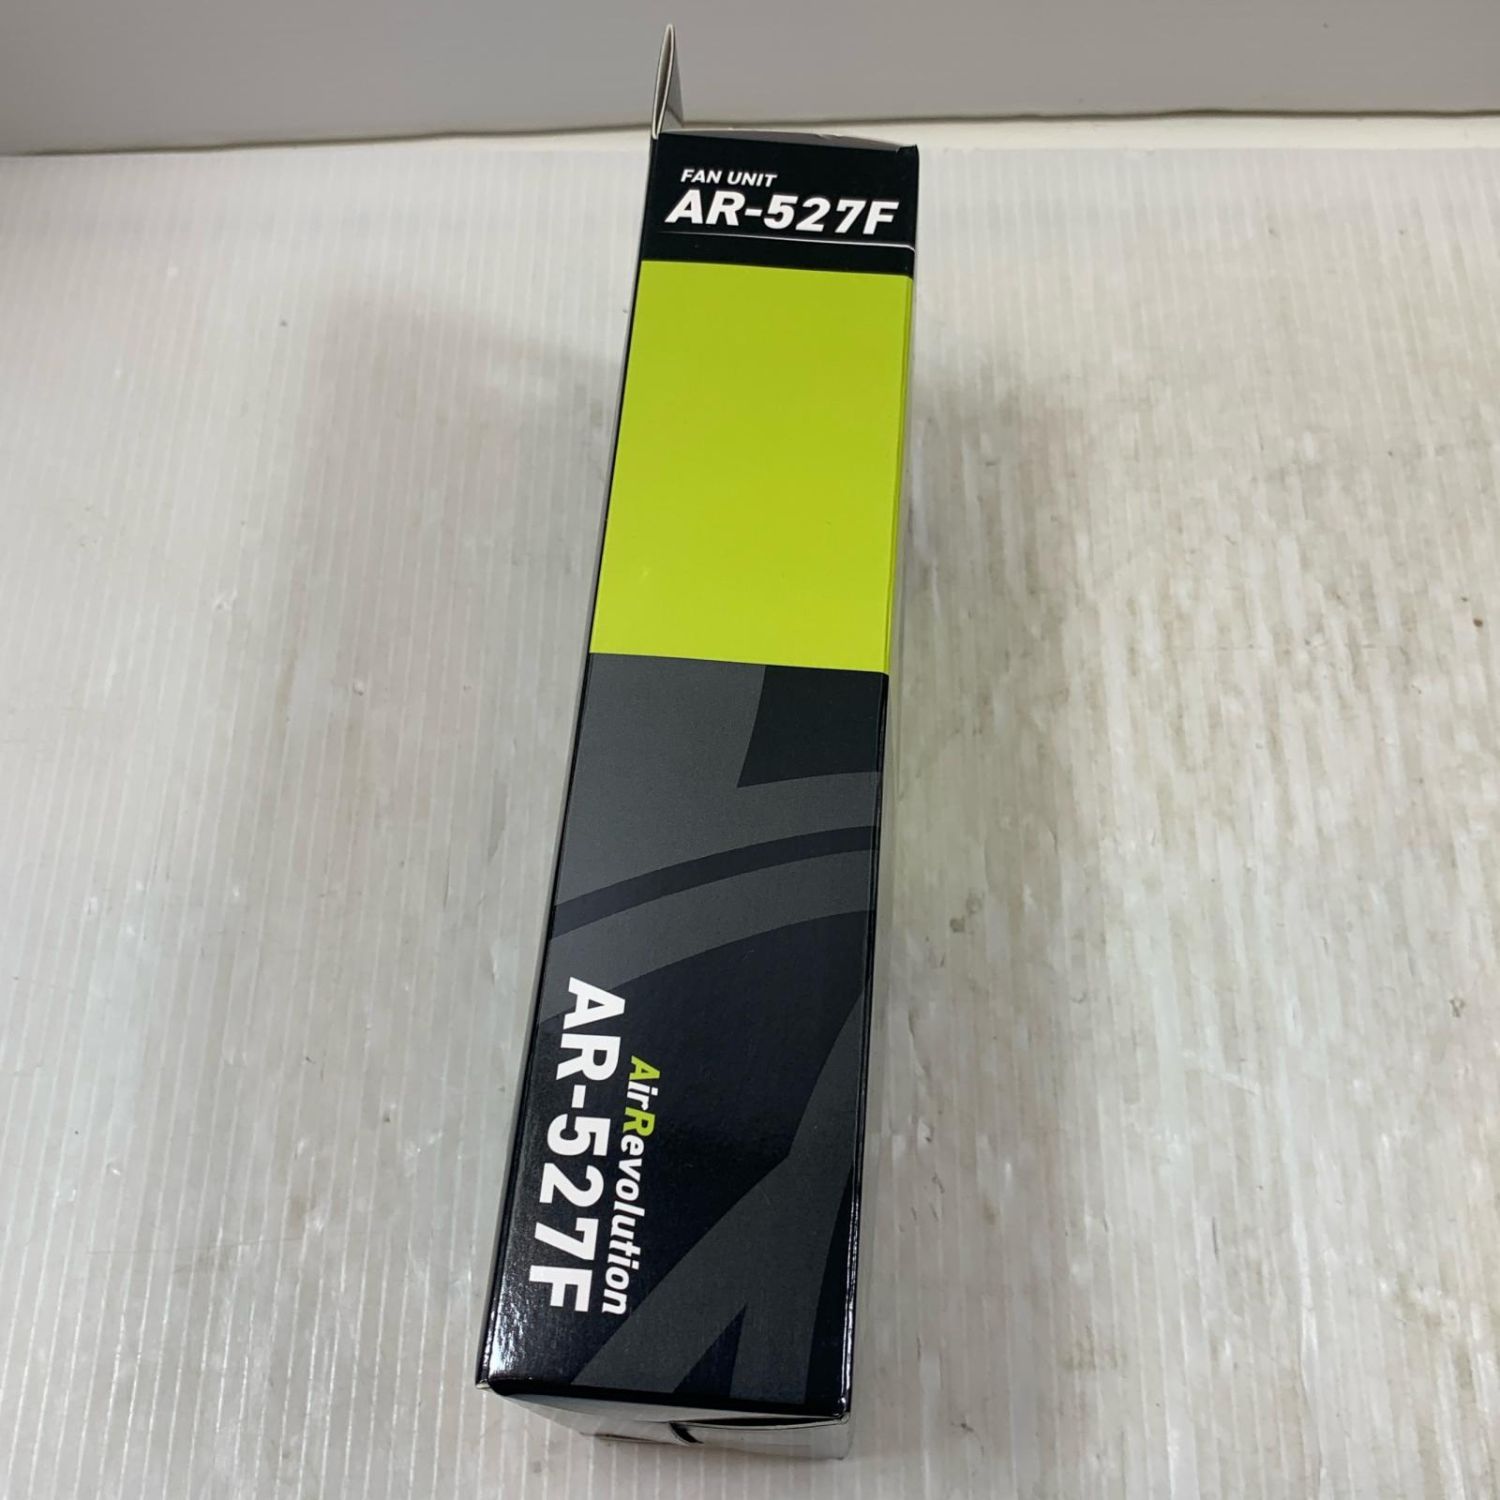 FAN UNIT
AR-527F
AirRevolution
AR-527F